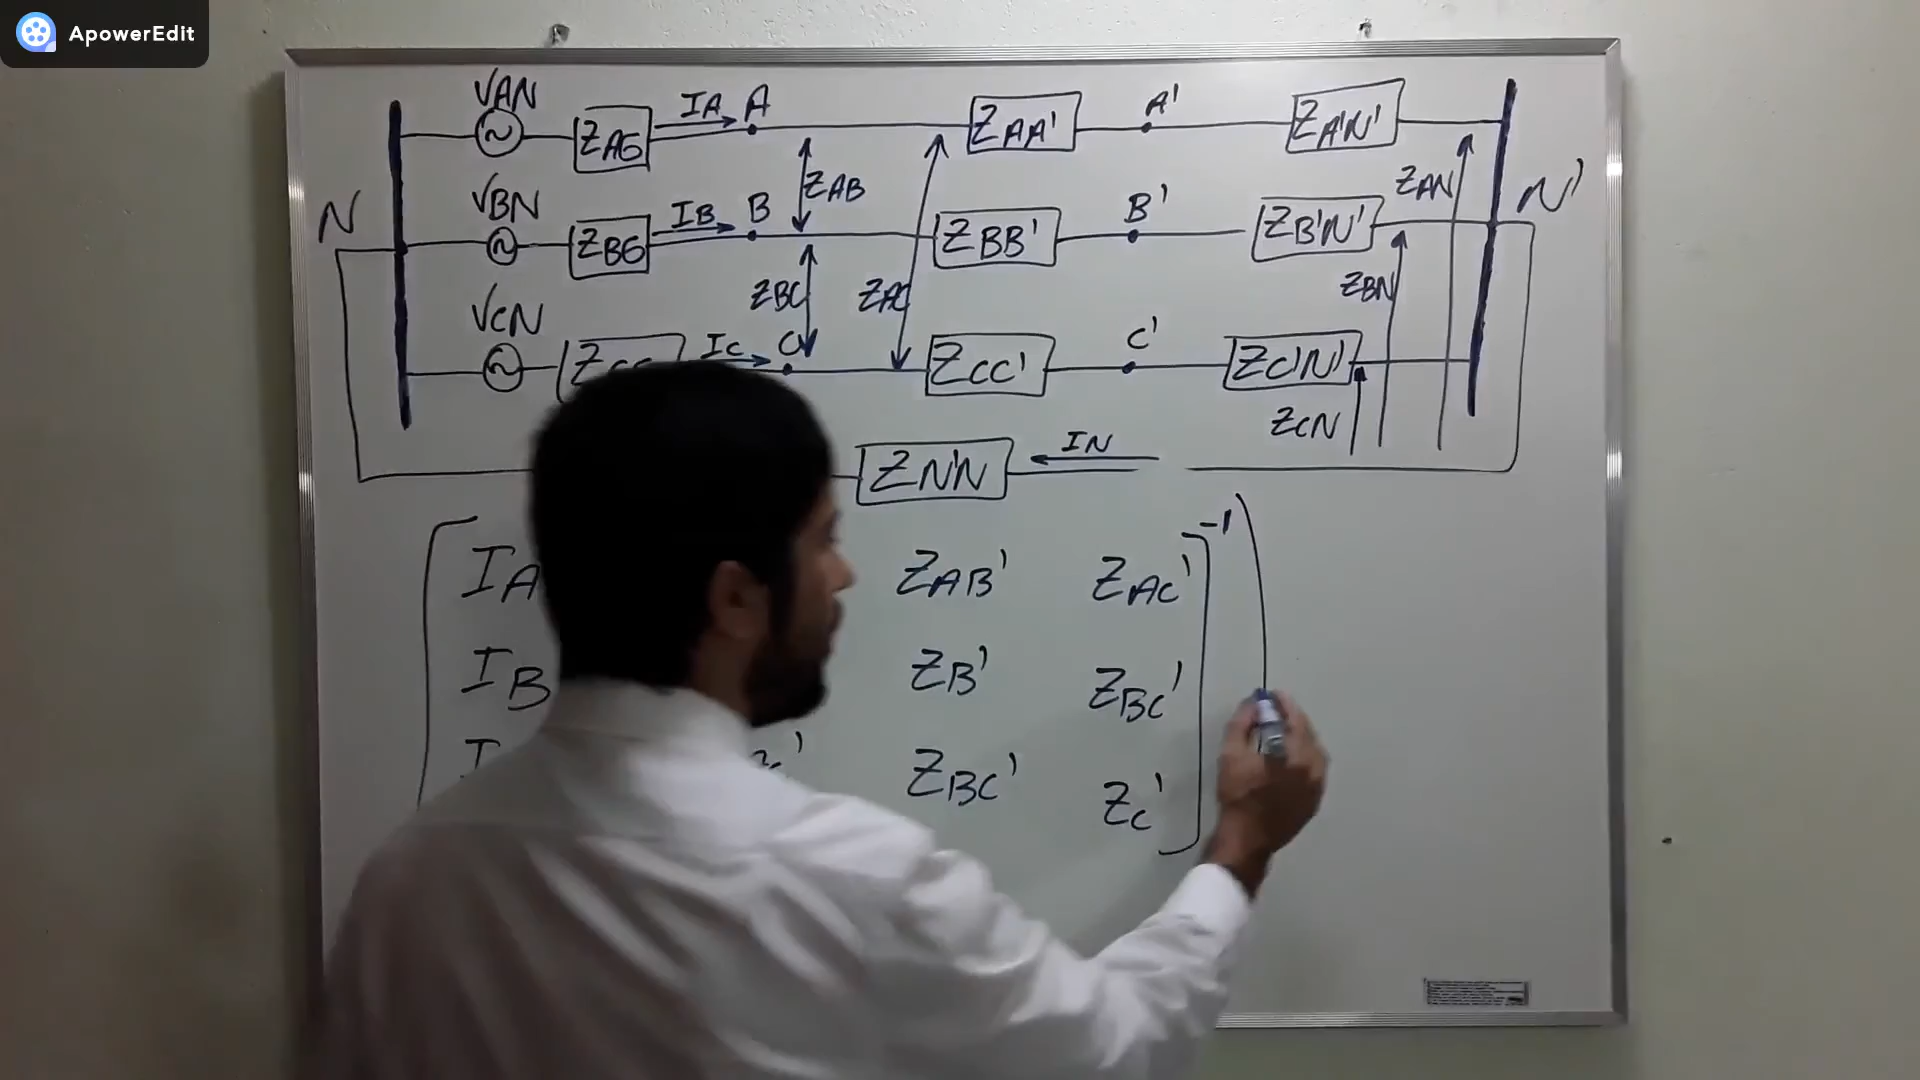 ApowerEdit
VAN ZAG IA A ZAA' A' ZA'N'
ZAB ZAN
N VBN ZBG IB B ZBB' B' ZB'N' N'
ZBC ZAC ZBN
VCN IC C ZCC' C' ZC'N'
ZCN
ZN'N IN
IA ZAB' ZAC' -1
IB ZB' ZBC'
I ZBC' ZC'